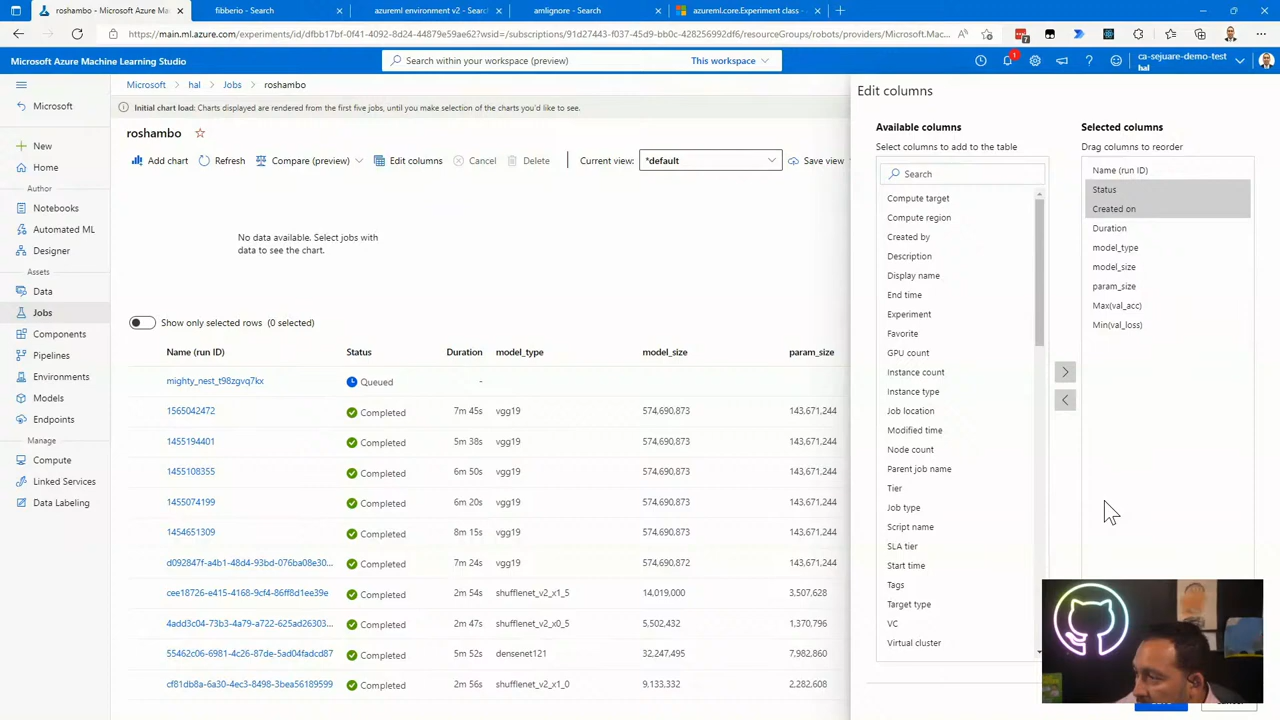 roshambo - Microsoft Azure Ma
fibberio - Search
azureml environment v2 - Search
amlignore - Search
azureml.core.Experiment class -
https://main.ml.azure.com/experiments/id/dfbb17bf-0f41-4092-8d24-44879e59ae62?wsid=/subscriptions/91d27443-f037-45d9-bb0c-428256992df6/resourceGroups/robots/providers/Microsoft.Mac...
7
Microsoft Azure Machine Learning Studio
Search within your workspace (preview)
This workspace
1
ca-sejuare-demo-test
hal
Microsoft
New
Home
Author
Notebooks
Automated ML
Designer
Assets
Data
Jobs
Components
Pipelines
Environments
Models
Endpoints
Manage
Compute
Linked Services
Data Labeling
Microsoft > hal > Jobs > roshambo
Initial chart load: Charts displayed are rendered from the first five jobs, until you make selection of the charts you'd like to see.
roshambo
Add chart
Refresh
Compare (preview)
Edit columns
Cancel
Delete
Current view:
*default
Save view
No data available. Select jobs with
data to see the chart.
Show only selected rows (0 selected)
Name (run ID) Status Duration model_type model_size param_size
mighty_nest_t98zgvq7kx Queued -
1565042472 Completed 7m 45s vgg19 574,690,873 143,671,244
1455194401 Completed 5m 38s vgg19 574,690,873 143,671,244
1455108355 Completed 6m 50s vgg19 574,690,873 143,671,244
1455074199 Completed 6m 20s vgg19 574,690,873 143,671,244
1454651309 Completed 8m 15s vgg19 574,690,873 143,671,244
d092847f-a4b1-48d4-93bd-076ba08e30... Completed 7m 24s vgg19 574,690,872 143,671,244
cee18726-e415-4168-9cf4-86ff8d1ee39e Completed 2m 54s shufflenet_v2_x1_5 14,019,000 3,507,628
4add3c04-73b3-4a79-a722-625ad26303... Completed 2m 47s shufflenet_v2_x0_5 5,502,432 1,370,796
55462c06-6981-4c26-87de-5ad04fadcd87 Completed 5m 52s densenet121 32,247,495 7,982,860
cf81db8a-6a30-4ec3-8498-3bea56189599 Completed 2m 56s shufflenet_v2_x1_0 9,133,332 2,282,608
Edit columns
Available columns
Select columns to add to the table
Search
Compute target
Compute region
Created by
Description
Display name
End time
Experiment
Favorite
GPU count
Instance count
Instance type
Job location
Modified time
Node count
Parent job name
Tier
Job type
Script name
SLA tier
Start time
Tags
Target type
VC
Virtual cluster
Selected columns
Drag columns to reorder
Name (run ID)
Status
Created on
Duration
model_type
model_size
param_size
Max(val_acc)
Min(val_loss)